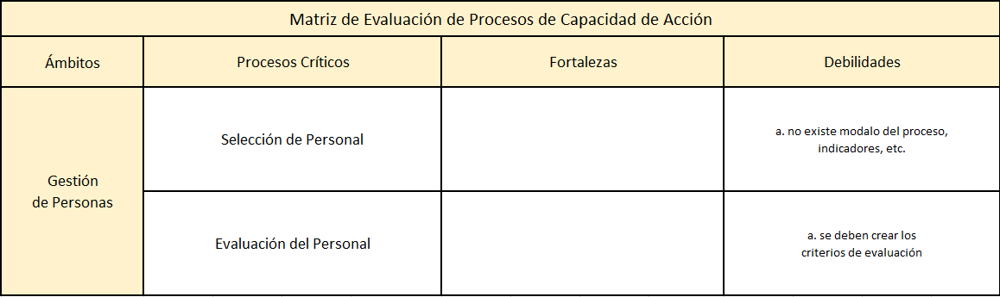 Matriz de Evaluación de Procesos de Capacidad de Acción
Ámbitos
Procesos Críticos
Fortalezas
Debilidades
Gestión
de Personas
Selección de Personal
a. no existe modalo del proceso,
indicadores, etc.
Evaluación del Personal
a. se deben crear los
criterios de evaluación